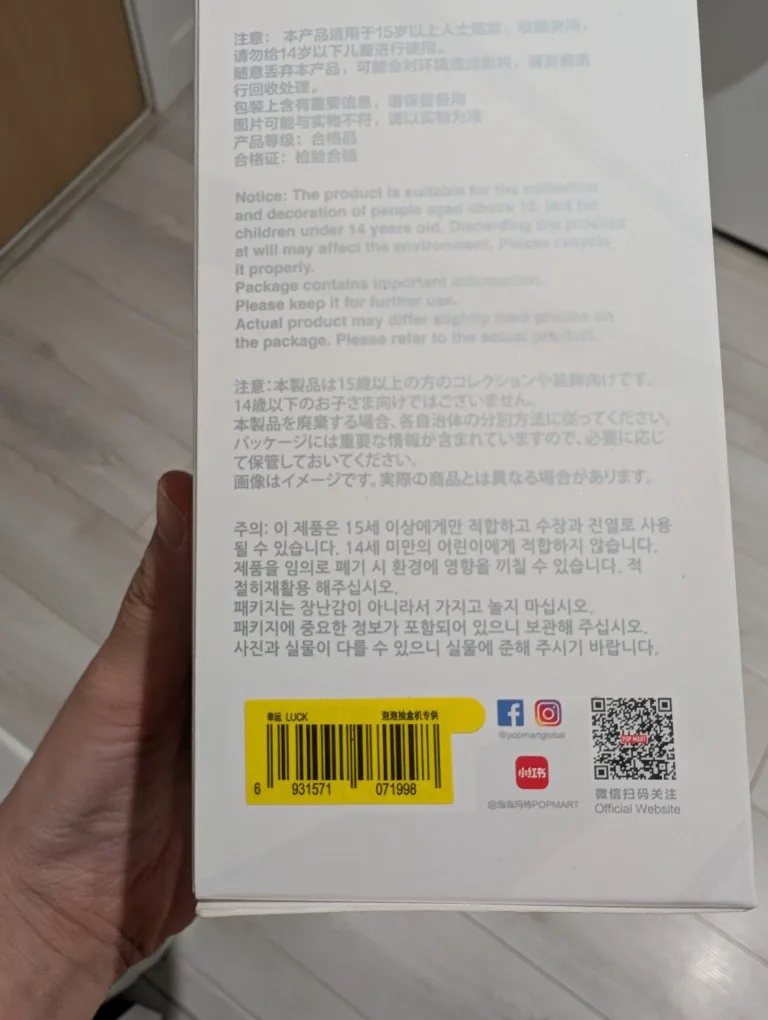 注意： 本产品适用于15岁以上人士
请勿给14岁以下儿童进行使用。
随意丢弃本产品，可能会对环境造成影响，
行回收处理。
包装上含有重要信息，请保留备用
图片可能与实物不符，请以实物为准
产品等级：合格品
合格证：检验合格
Notice: The product is suitable for the
and decoration of people aged above
children under 14 years old. the product
at will may affect the environment. Please recycle
it properly.
Package contains important information.
Please keep it for further use.
Actual product may differ slightly from on
the package. Please refer to the actual product.
注意：本製品は15歳以上の方のコレクションや装飾向けです。
14歳以下のお子さま向けではございません。
本製品を廃棄する場合、各自治体の分別方法に従ってください。
パッケージには重要な情報が含まれていますので、必要に応じ
て保管しておいてください。
画像はイメージです。実際の商品とは異なる場合があります。
주의: 이 제품은 15세 이상에게만 적합하고 수장과 진열로 사용
될 수 있습니다. 14세 미만의 어린이에게 적합하지 않습니다.
제품을 임의로 폐기 시 환경에 영향을 끼칠 수 있습니다. 적
절히재활용 해주십시오.
패키지는 장난감이 아니라서 가지고 놀지 마십시오.
패키지에 중요한 정보가 포함되어 있으니 보관해 주십시오.
사진과 실물이 다를 수 있으니 실물에 준해 주시기 바랍니다.
幸运 LUCK 泡泡抽盒机专供
6 931571 071998
@popmartglobal
小红书
@泡泡玛特POPMART
POP MART
微信扫码关注
Official Website